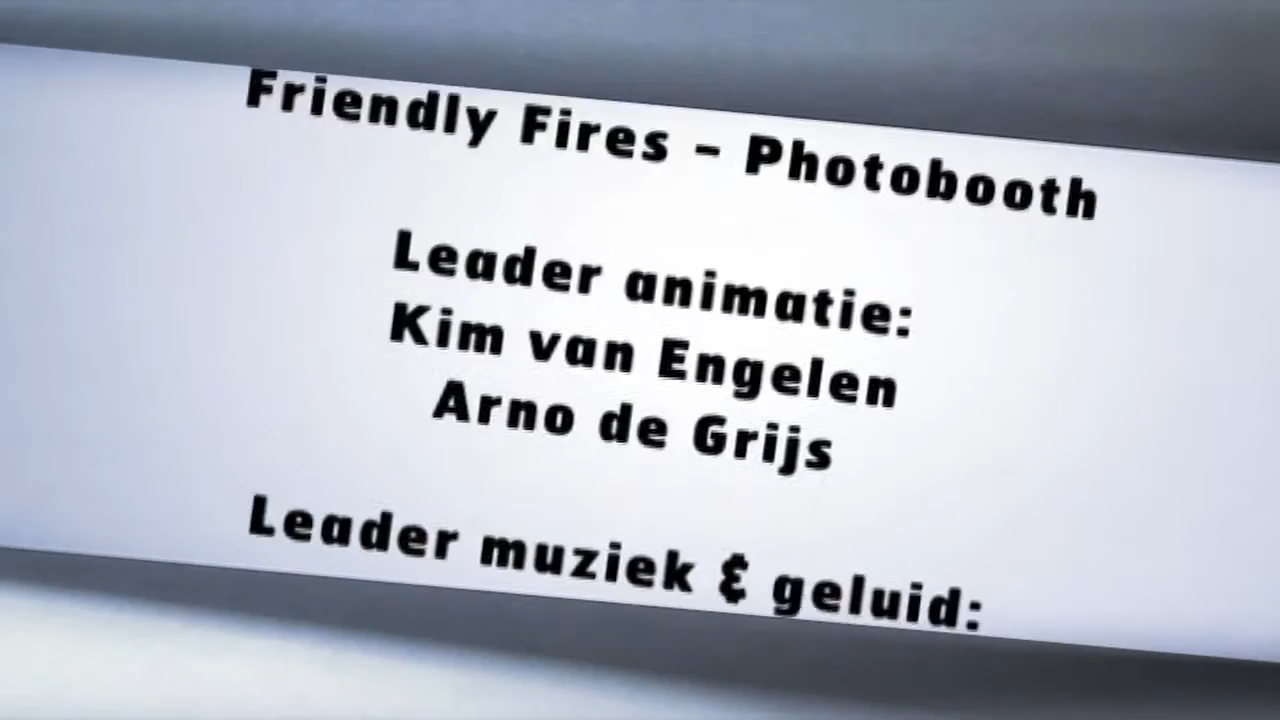 Friendly Fires - Photobooth
Leader animatie:
Kim van Engelen
Arno de Grijs
Leader muziek & geluid: